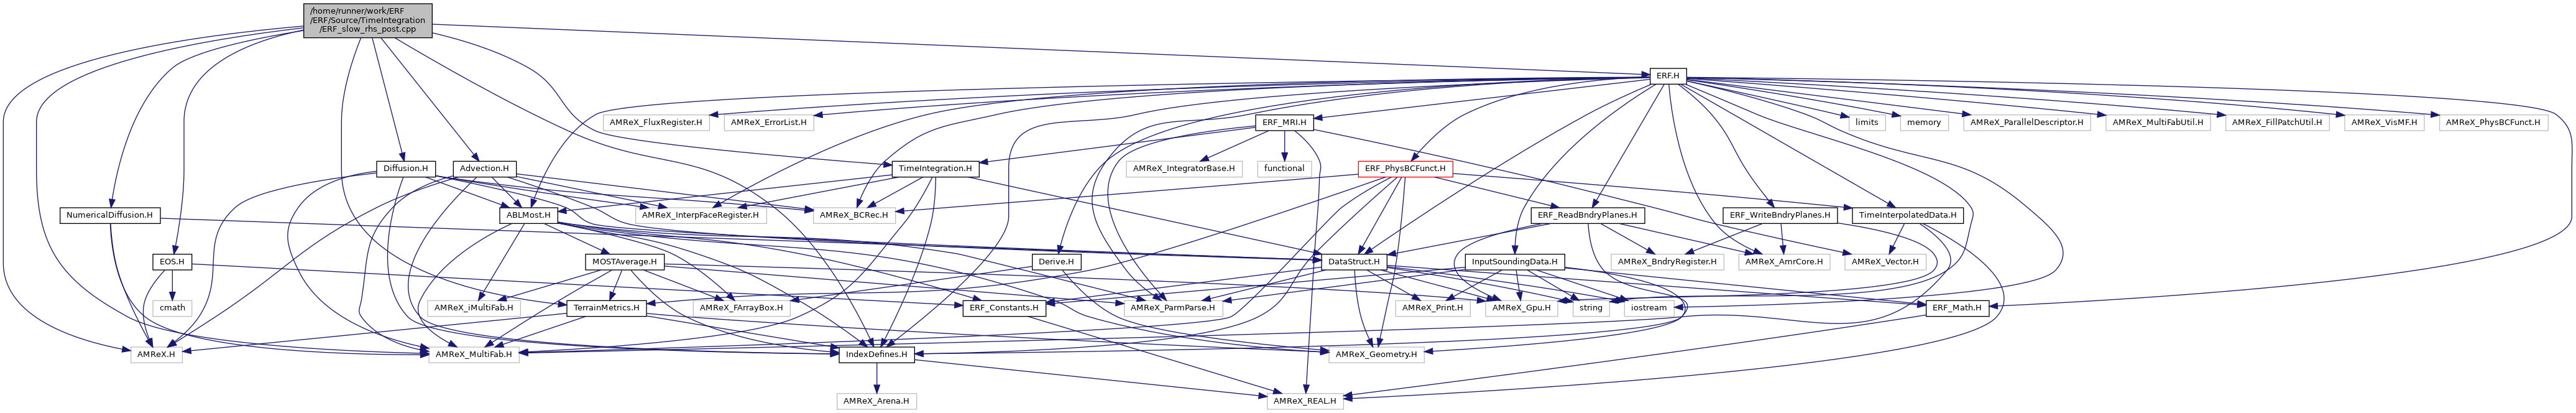 /home/runner/work/ERF
/ERF/Source/TimeIntegration
/ERF_slow_rhs_post.cpp
ERF.H
AMReX_FluxRegister.H
AMReX_ErrorList.H
ERF_MRI.H
limits
memory
AMReX_ParallelDescriptor.H
AMReX_MultiFabUtil.H
AMReX_FillPatchUtil.H
AMReX_VisMF.H
AMReX_PhysBCFunct.H
Diffusion.H
Advection.H
TimeIntegration.H
AMReX_IntegratorBase.H
functional
ERF_PhysBCFunct.H
NumericalDiffusion.H
ABLMost.H
AMReX_InterpFaceRegister.H
AMReX_BCRec.H
ERF_ReadBndryPlanes.H
ERF_WriteBndryPlanes.H
TimeInterpolatedData.H
EOS.H
MOSTAverage.H
Derive.H
DataStruct.H
InputSoundingData.H
AMReX_BndryRegister.H
AMReX_AmrCore.H
AMReX_Vector.H
cmath
AMReX_iMultiFab.H
TerrainMetrics.H
AMReX_FArrayBox.H
ERF_Constants.H
AMReX_ParmParse.H
AMReX_Print.H
AMReX_Gpu.H
string
iostream
ERF_Math.H
AMReX.H
AMReX_MultiFab.H
IndexDefines.H
AMReX_Geometry.H
AMReX_Arena.H
AMReX_REAL.H